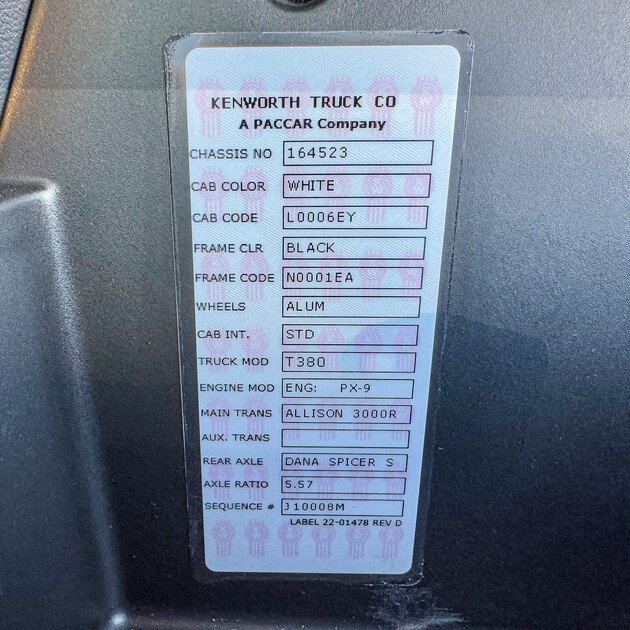 KENWORTH TRUCK CO
A PACCAR Company
CHASSIS NO 164523
CAB COLOR WHITE
CAB CODE L0006EY
FRAME CLR BLACK
FRAME CODE N0001EA
WHEELS ALUM
CAB INT. STD
TRUCK MOD T380
ENGINE MOD ENG: PX-9
MAIN TRANS ALLISON 3000R
AUX. TRANS
REAR AXLE DANA SPICER S
AXLE RATIO 5.57
SEQUENCE # J10008M
LABEL 22-01478 REV D